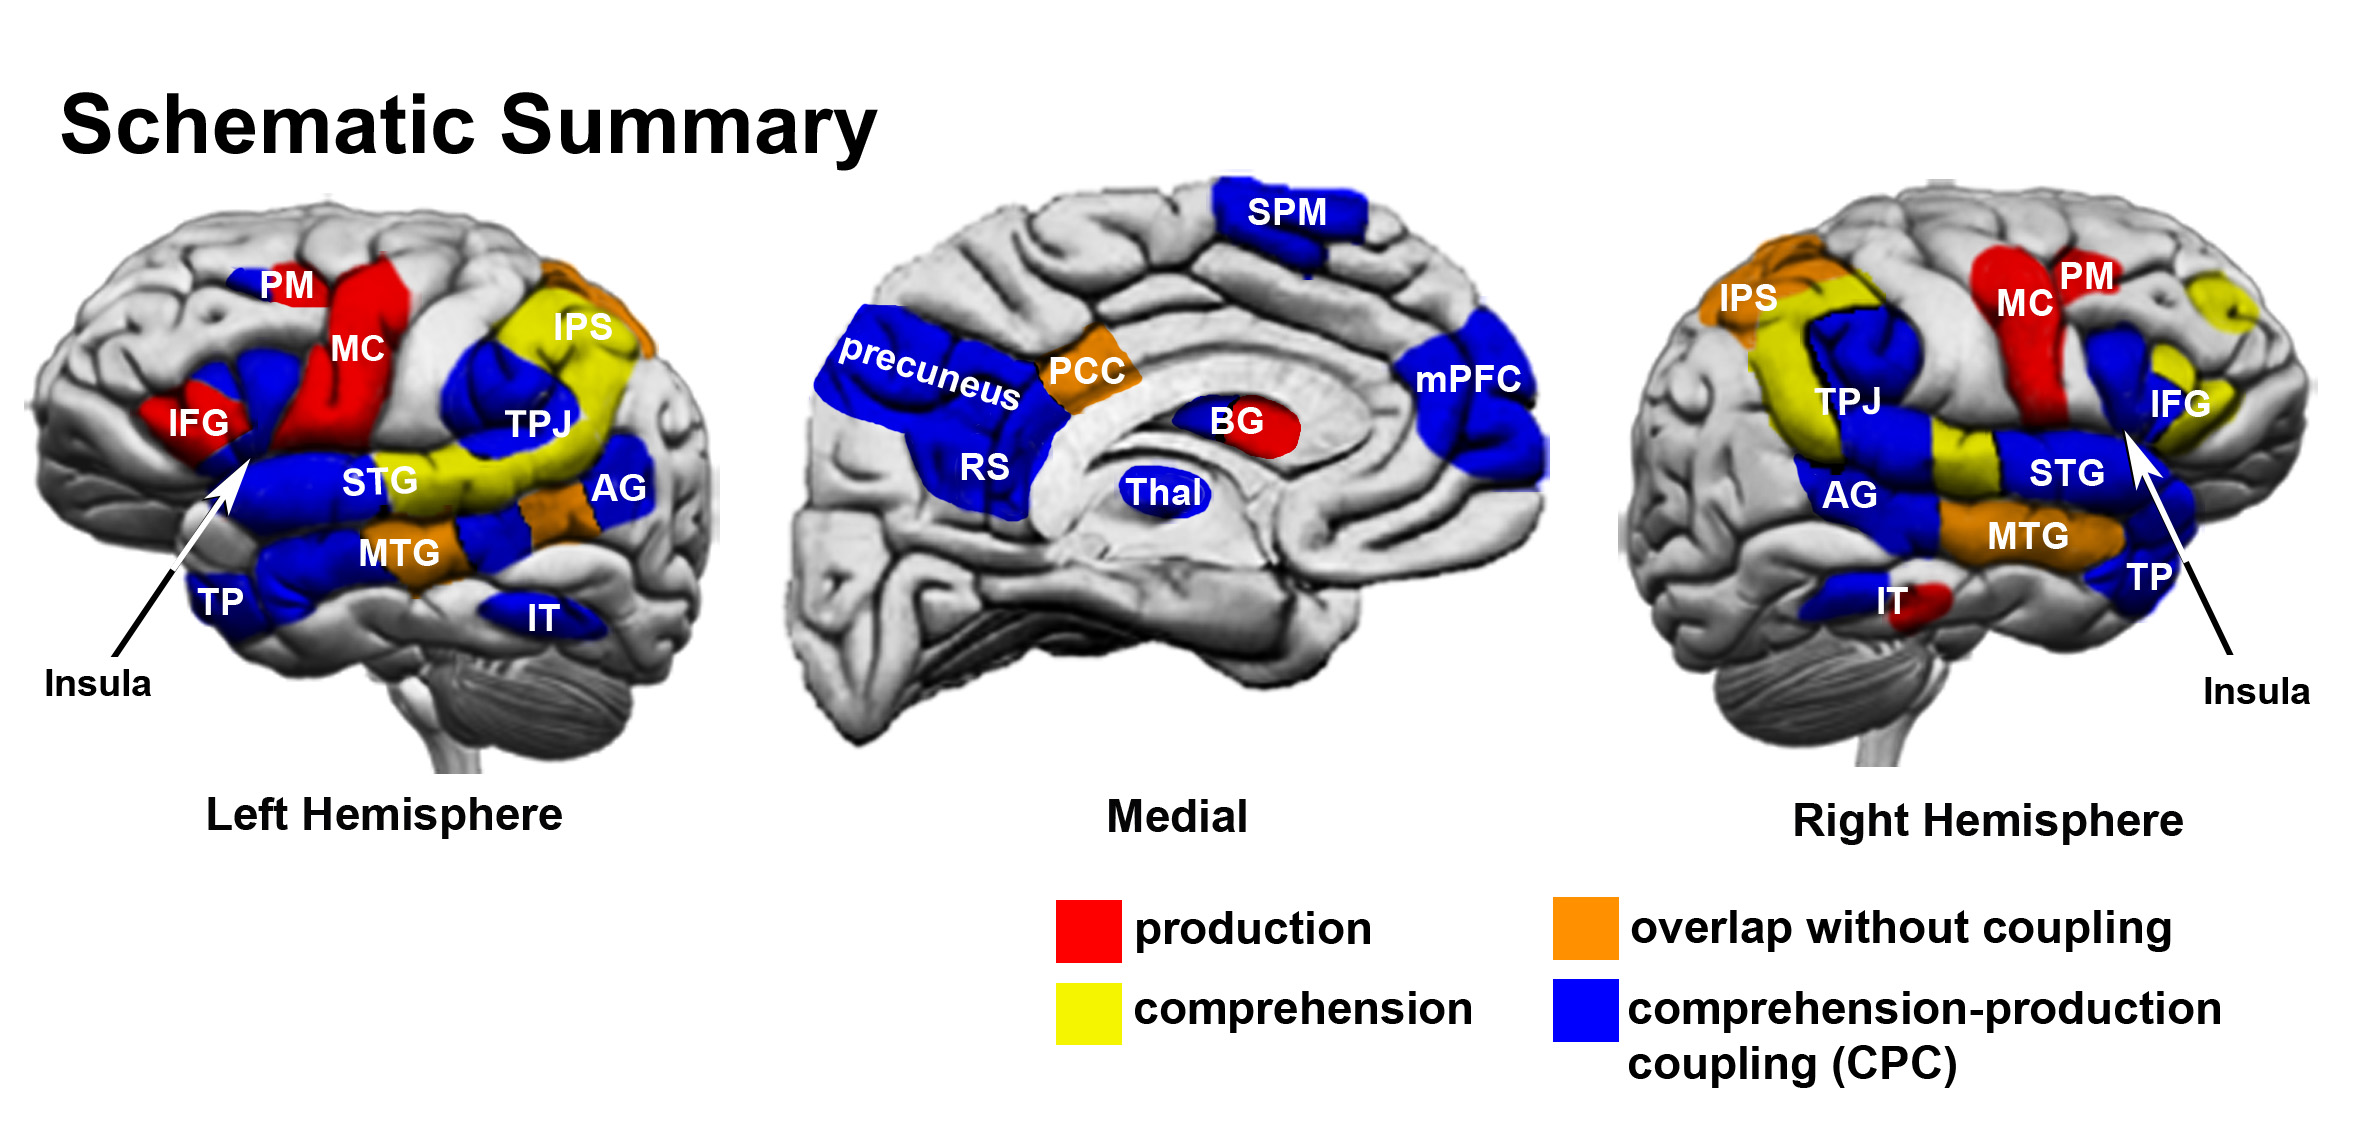 Schematic Summary
PM
MC
IPS
IFG
TPJ
STG
AG
MTG
TP
IT
Insula
Left Hemisphere
SPM
precuneus
PCC
mPFC
BG
RS
Thal
Medial
IPS
MC
PM
TPJ
IFG
AG
STG
MTG
TP
IT
Insula
Right Hemisphere
production
comprehension
overlap without coupling
comprehension-production
coupling (CPC)